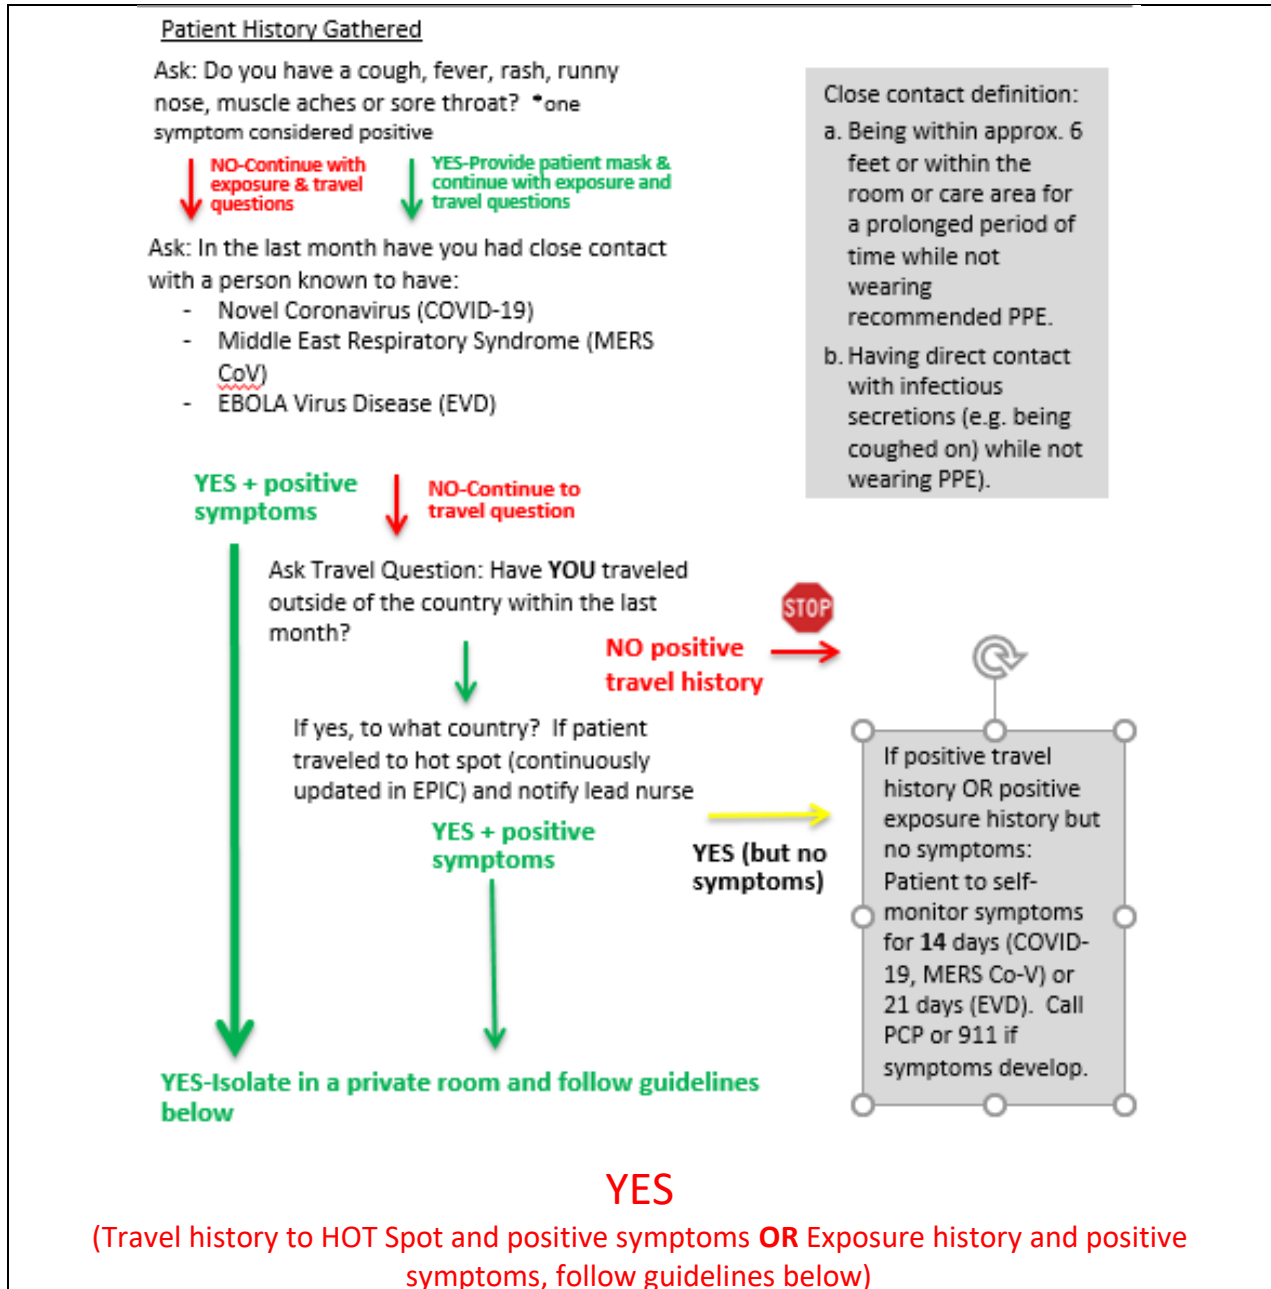 Patient History Gathered
Ask: Do you have a cough, fever, rash, runny
nose, muscle aches or sore throat? *one
symptom considered positive
NO-Continue with
exposure & travel
questions
YES-Provide patient mask &
continue with exposure and
travel questions
Ask: In the last month have you had close contact
with a person known to have:
- Novel Coronavirus (COVID-19)
- Middle East Respiratory Syndrome (MERS
CoV)
- EBOLA Virus Disease (EVD)
Close contact definition:
a. Being within approx. 6
feet or within the
room or care area for
a prolonged period of
time while not
wearing
recommended PPE.
b. Having direct contact
with infectious
secretions (e.g. being
coughed on) while not
wearing PPE).
YES + positive
symptoms
NO-Continue to
travel question
Ask Travel Question: Have YOU traveled
outside of the country within the last
month?
STOP
NO positive
travel history
If yes, to what country? If patient
traveled to hot spot (continuously
updated in EPIC) and notify lead nurse
YES + positive
symptoms
YES (but no
symptoms)
If positive travel
history OR positive
exposure history but
no symptoms:
Patient to self-
monitor symptoms
for 14 days (COVID-
19, MERS Co-V) or
21 days (EVD). Call
PCP or 911 if
symptoms develop.
YES-Isolate in a private room and follow guidelines
below
YES
(Travel history to HOT Spot and positive symptoms OR Exposure history and positive
symptoms, follow guidelines below)